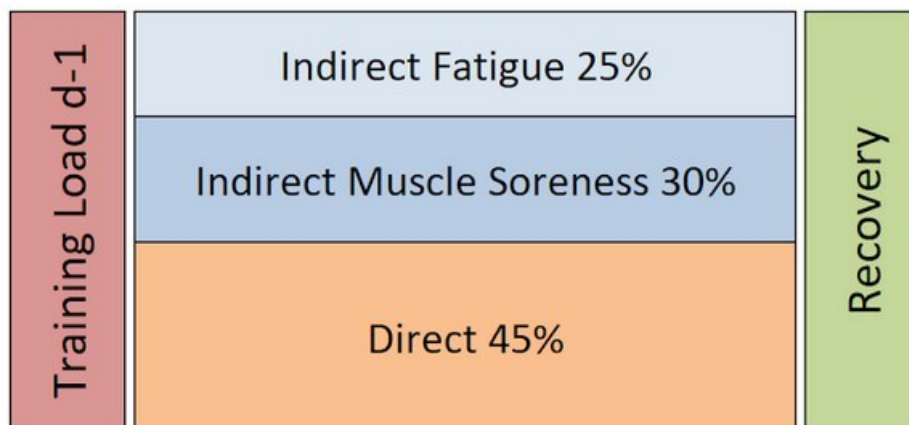 Training Load d-1
Indirect Fatigue 25%
Indirect Muscle Soreness 30%
Direct 45%
Recovery